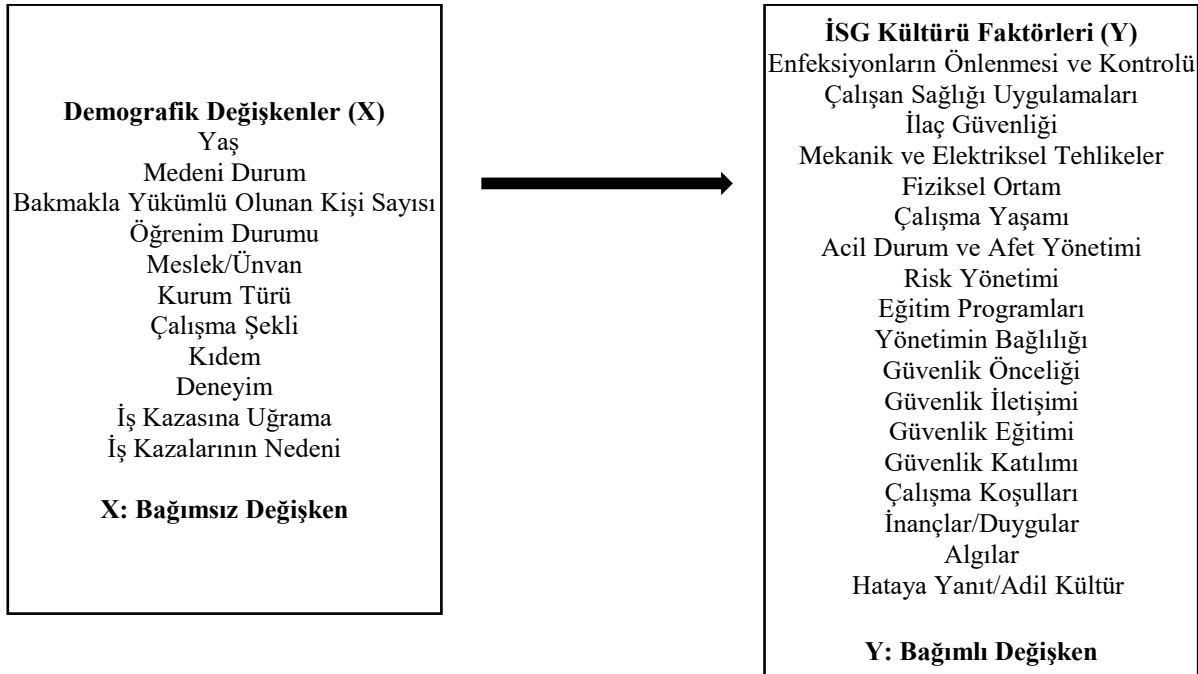 Demografik Değişkenler (X)
Yaş
Medeni Durum
Bakmakla Yükümlü Olunan Kişi Sayısı
Öğrenim Durumu
Meslek/Ünvan
Kurum Türü
Çalışma Şekli
Kıdem
Deneyim
İş Kazasına Uğrama
İş Kazalarının Nedeni
X: Bağımsız Değişken
İSG Kültürü Faktörleri (Y)
Enfeksiyonların Önlenmesi ve Kontrolü
Çalışan Sağlığı Uygulamaları
İlaç Güvenliği
Mekanik ve Elektriksel Tehlikeler
Fiziksel Ortam
Çalışma Yaşamı
Acil Durum ve Afet Yönetimi
Risk Yönetimi
Eğitim Programları
Yönetimin Bağlılığı
Güvenlik Önceliği
Güvenlik İletişimi
Güvenlik Eğitimi
Güvenlik Katılımı
Çalışma Koşulları
İnançlar/Duygular
Algılar
Hataya Yanıt/Adil Kültür
Y: Bağımlı Değişken